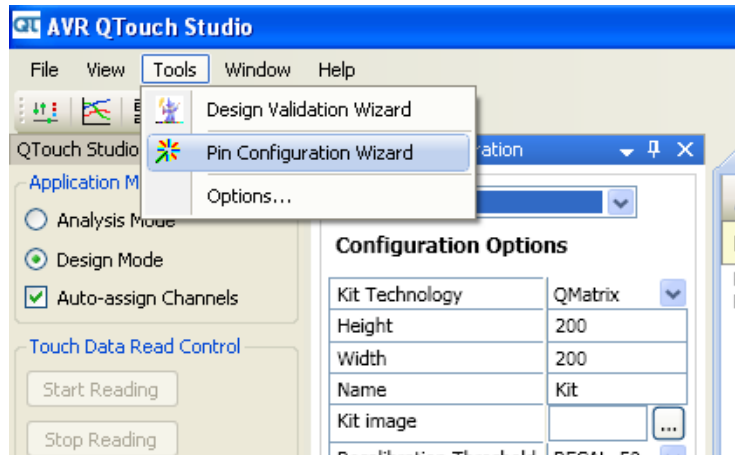 QT AVR QTouch Studio
File View Tools Window Help
Design Validation Wizard
QTouch Studio
Pin Configuration Wizard
ration
Application M
Options...
Analysis Mode
Design Mode
Configuration Options
Auto-assign Channels
Kit Technology QMatrix
Height 200
Touch Data Read Control
Width 200
Start Reading
Name Kit
Kit image ...
Stop Reading